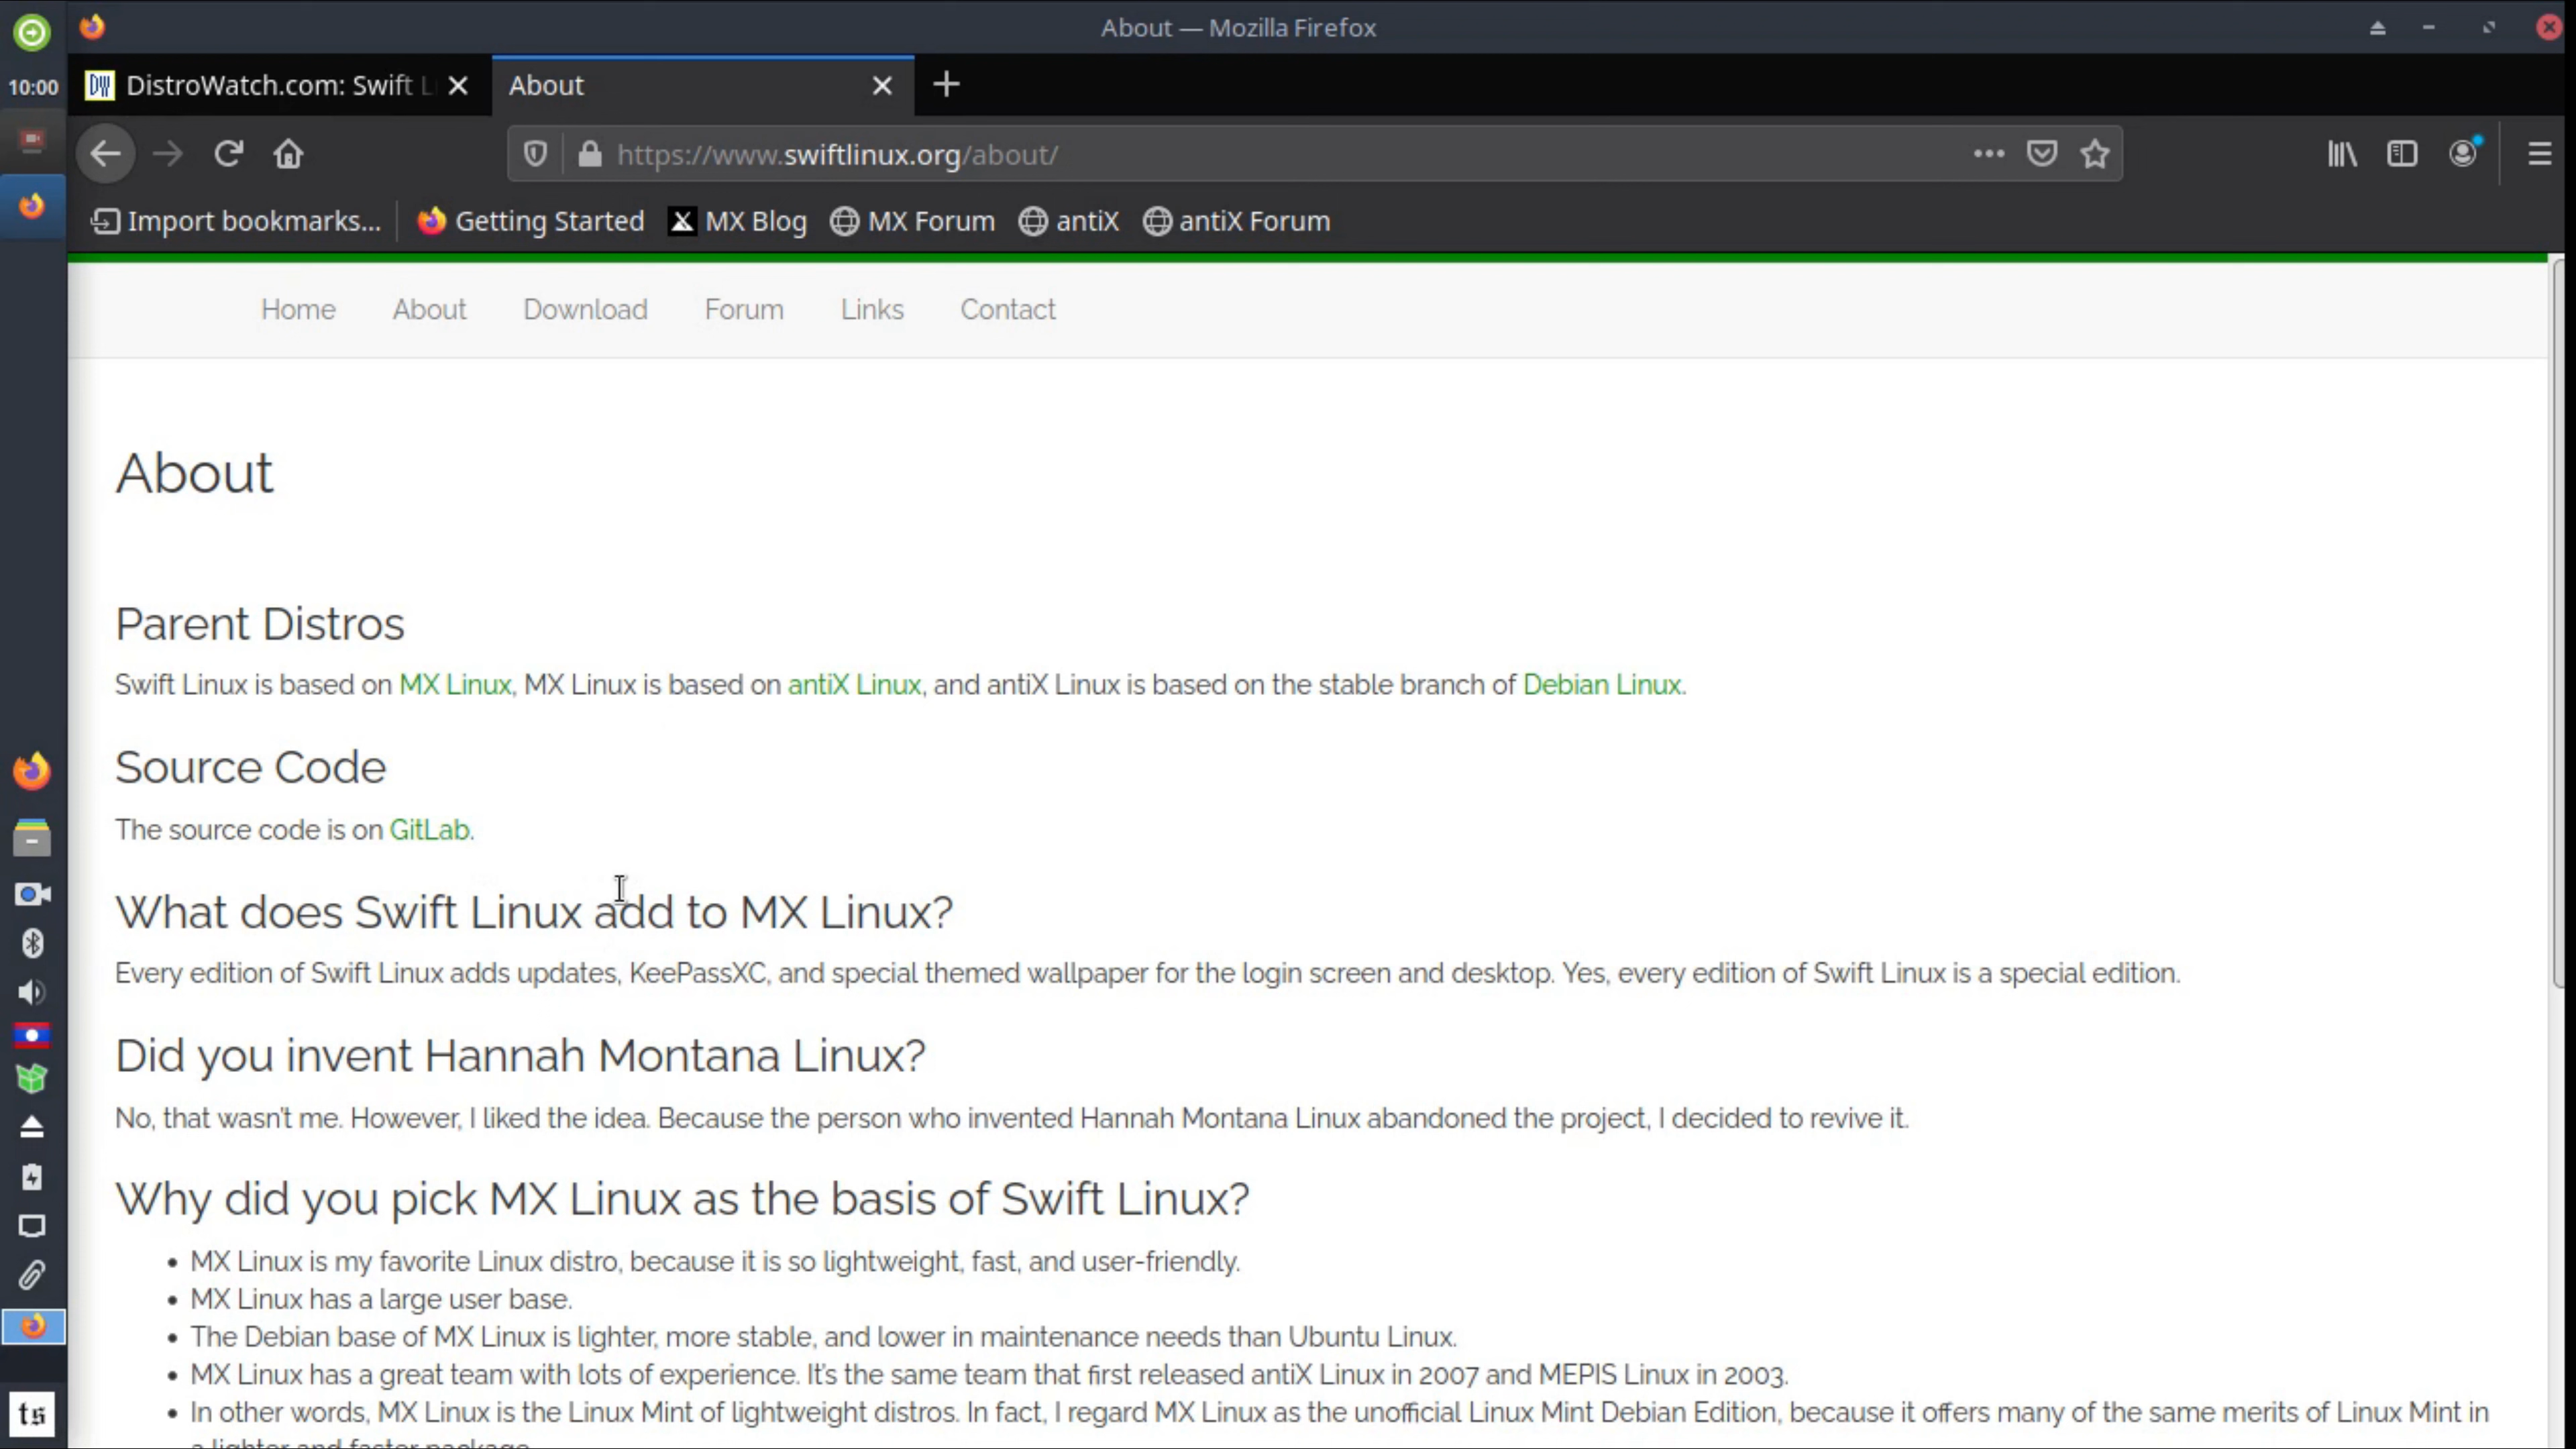 About — Mozilla Firefox
10:00
DistroWatch.com: Swift L
About
https://www.swiftlinux.org/about/
Import bookmarks...
Getting Started
MX Blog
MX Forum
antiX
antiX Forum
Home
About
Download
Forum
Links
Contact
About
Parent Distros
Swift Linux is based on MX Linux, MX Linux is based on antiX Linux, and antiX Linux is based on the stable branch of Debian Linux.
Source Code
The source code is on GitLab.
What does Swift Linux add to MX Linux?
Every edition of Swift Linux adds updates, KeePassXC, and special themed wallpaper for the login screen and desktop. Yes, every edition of Swift Linux is a special edition.
Did you invent Hannah Montana Linux?
No, that wasn't me. However, I liked the idea. Because the person who invented Hannah Montana Linux abandoned the project, I decided to revive it.
Why did you pick MX Linux as the basis of Swift Linux?
• MX Linux is my favorite Linux distro, because it is so lightweight, fast, and user-friendly.
• MX Linux has a large user base.
• The Debian base of MX Linux is lighter, more stable, and lower in maintenance needs than Ubuntu Linux.
• MX Linux has a great team with lots of experience. It's the same team that first released antiX Linux in 2007 and MEPIS Linux in 2003.
• In other words, MX Linux is the Linux Mint of lightweight distros. In fact, I regard MX Linux as the unofficial Linux Mint Debian Edition, because it offers many of the same merits of Linux Mint in
a lighter and faster package.
ts